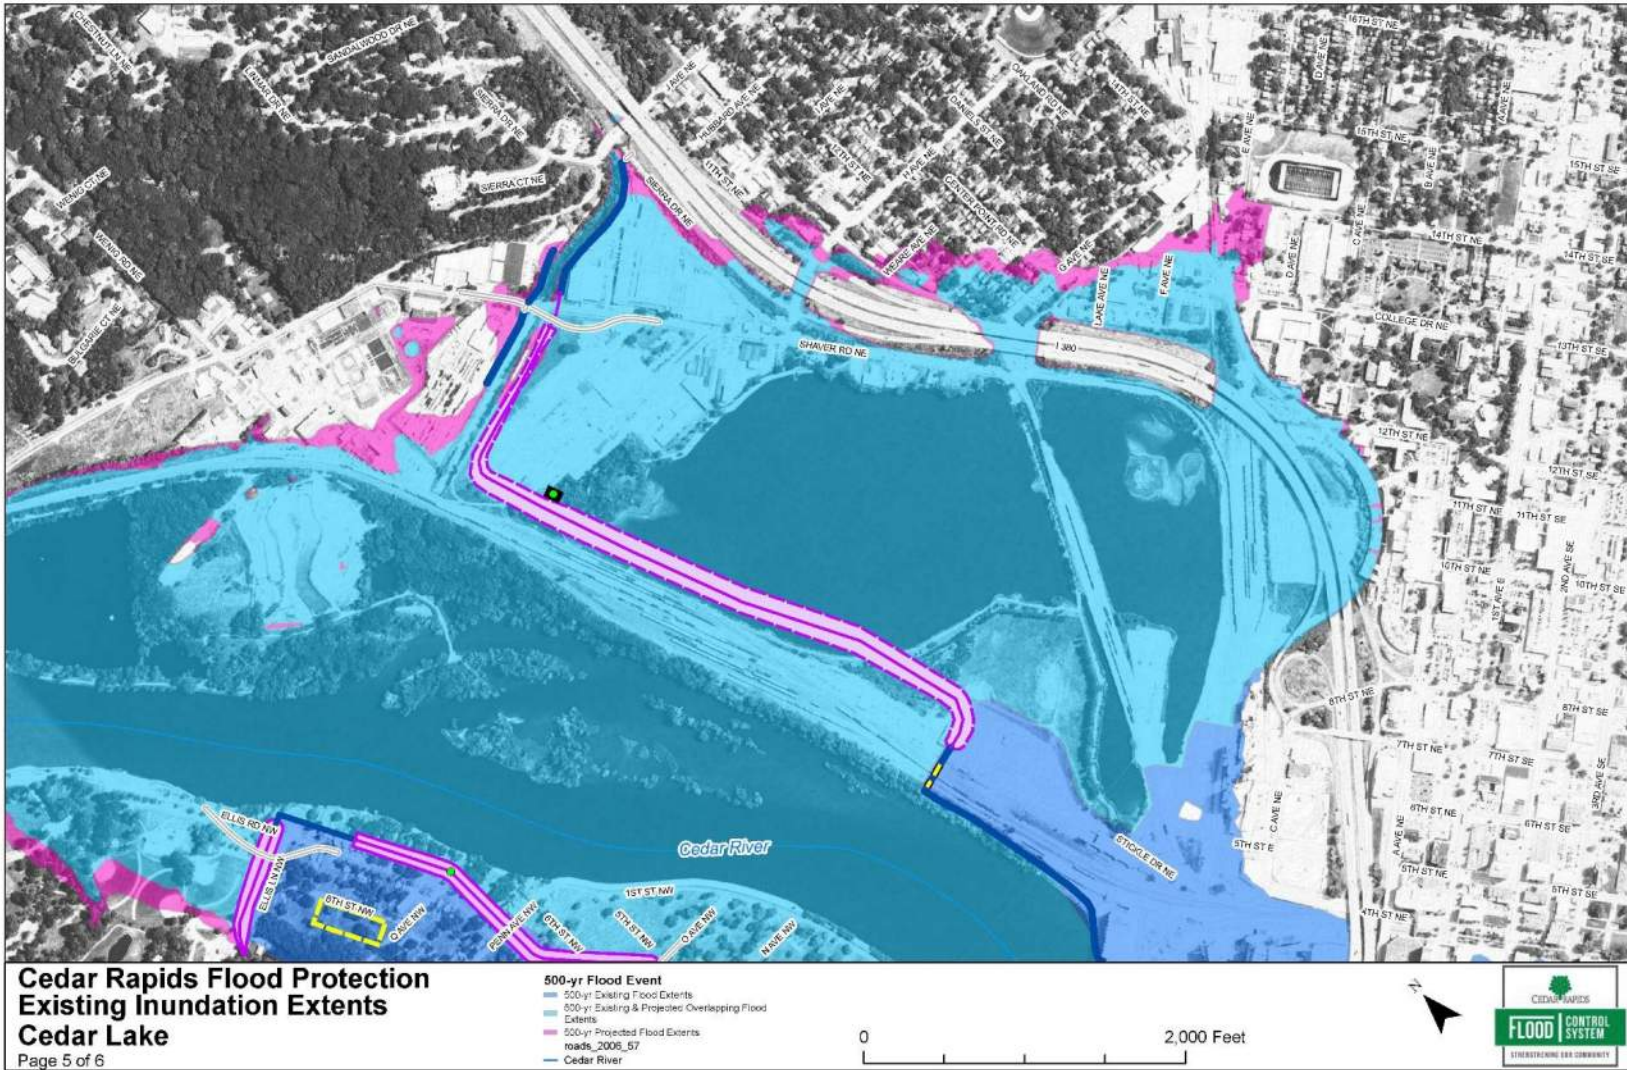 CHESTNUT LN NE
SANDALWOOD DR NE
LINMAR DR NE
SIERRA DR NE
J AVE NE
HUBBARD AVE NE
I AVE NE
DANIELS ST NE
OAKLAND RD NE
14TH ST NE
16TH ST NE
D AVE NE
A AVE NE
E AVE NE
15TH ST NE
B AVE NE
15TH ST SE
WENIG CT NE
SIERRA CT NE
11TH ST NE
12TH ST NE
H AVE NE
SIERRA DR NE
CENTER POINT RD NE
C AVE NE
WENIG RD NE
WEARE AVE NE
G AVE NE
D AVE NE
14TH ST NE
14TH ST SE
F AVE NE
LAKE AVE NE
BULGARIE CT NE
COLLEGE DR NE
13TH ST SE
SHAVER RD NE
I 380
12TH ST NE
12TH ST SE
11TH ST NE
11TH ST SE
10TH ST NE
2ND AVE SE
10TH ST SE
1ST AVE E
8TH ST NE
8TH ST SE
7TH ST NE
7TH ST SE
3RD AVE SE
C AVE NE
6TH ST NE
6TH ST SE
ELLIS RD NW
Cedar River
STICKLE DR NE
5TH ST E
A AVE NE
5TH ST NE
5TH ST SE
ELLIS LN NW
6TH ST NW
O AVE NW
PENN AVE NW
6TH ST NW
1ST ST NW
5TH ST NW
O AVE NW
N AVE NW
4TH ST NE
Cedar Rapids Flood Protection
Existing Inundation Extents
Cedar Lake
Page 5 of 6
500-yr Flood Event
500-yr Existing Flood Extents
500-yr Existing & Projected Overlapping Flood
Extents
500-yr Projected Flood Extents
roads_2006_57
Cedar River
0
2,000 Feet
N
CEDAR RAPIDS
FLOOD CONTROL
SYSTEM
STRENGTHENING OUR COMMUNITY